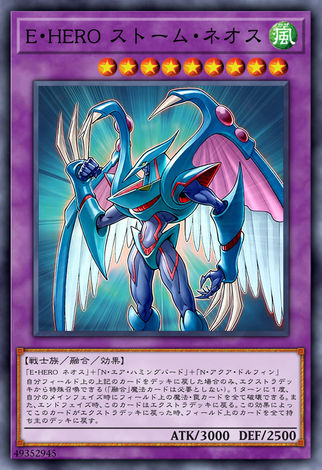 E・HERO ストーム・ネオス
風
【戦士族／融合／効果】
「E・HERO ネオス」＋「N・エア・ハミングバード」＋「N・アクア・ドルフィン」
自分フィールド上の上記のカードをデッキに戻した場合のみ、エクストラデッ
キから特殊召喚できる(「融合」魔法カードは必要としない)。1ターンに1度、
自分のメインフェイズ時にフィールド上の魔法・罠カードを全て破壊できる。ま
た、エンドフェイズ時、このカードはエクストラデッキに戻る。この効果によっ
てこのカードがエクストラデッキに戻った時、フィールド上のカードを全て持
ち主のデッキに戻す。
ATK/3000 DEF/2500
49352945